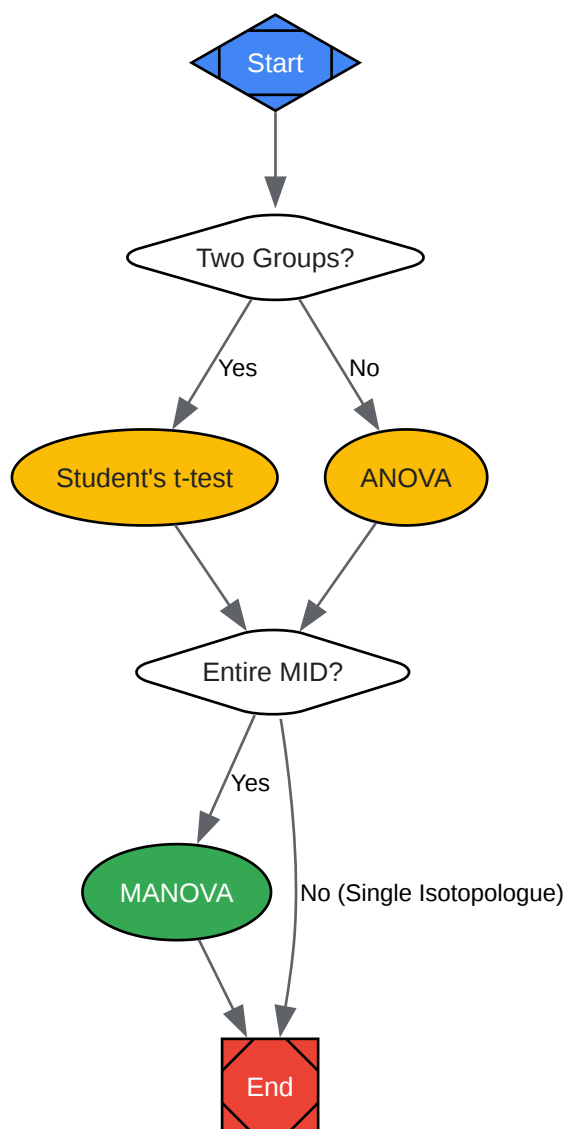 Start
Two Groups?
Yes
No
Student's t-test
ANOVA
Entire MID?
Yes
MANOVA
No (Single Isotopologue)
End